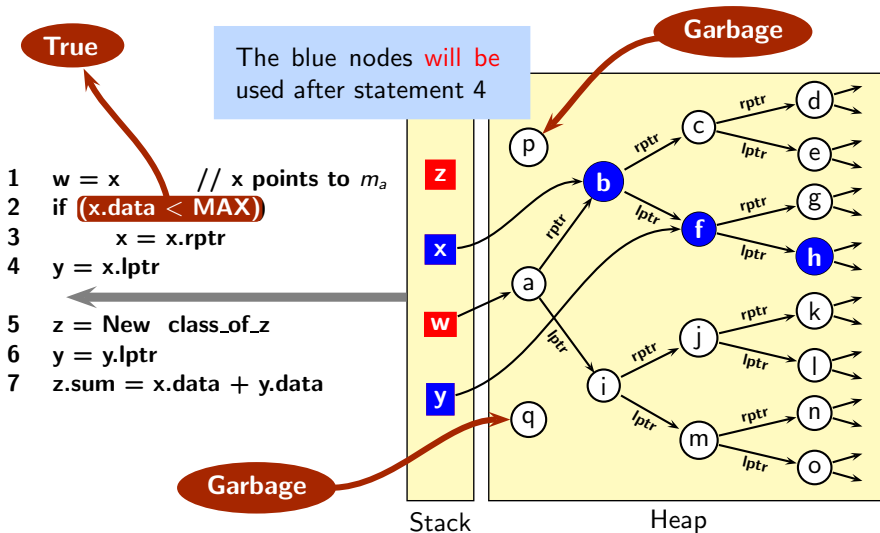 True
The blue nodes will be
used after statement 4
Garbage
1 w = x // x points to mₐ
2 if (x.data < MAX)
3 x = x.rptr
4 y = x.lptr
5 z = New class_of_z
6 y = y.lptr
7 z.sum = x.data + y.data
Garbage
z
x
w
y
Stack
p
q
a
b
c
d
e
f
g
h
i
j
k
l
m
n
o
rptr
lptr
rptr
lptr
rptr
lptr
rptr
lptr
rptr
lptr
rptr
lptr
rptr
lptr
Heap